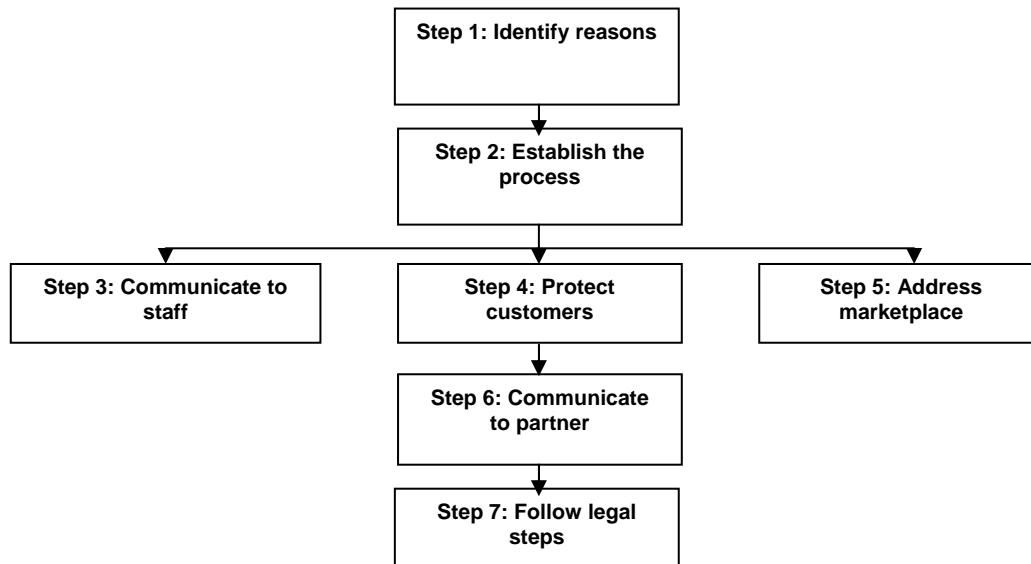 Step 1: Identify reasons
Step 2: Establish the
process
Step 3: Communicate to
staff
Step 4: Protect
customers
Step 5: Address
marketplace
Step 6: Communicate
to partner
Step 7: Follow legal
steps